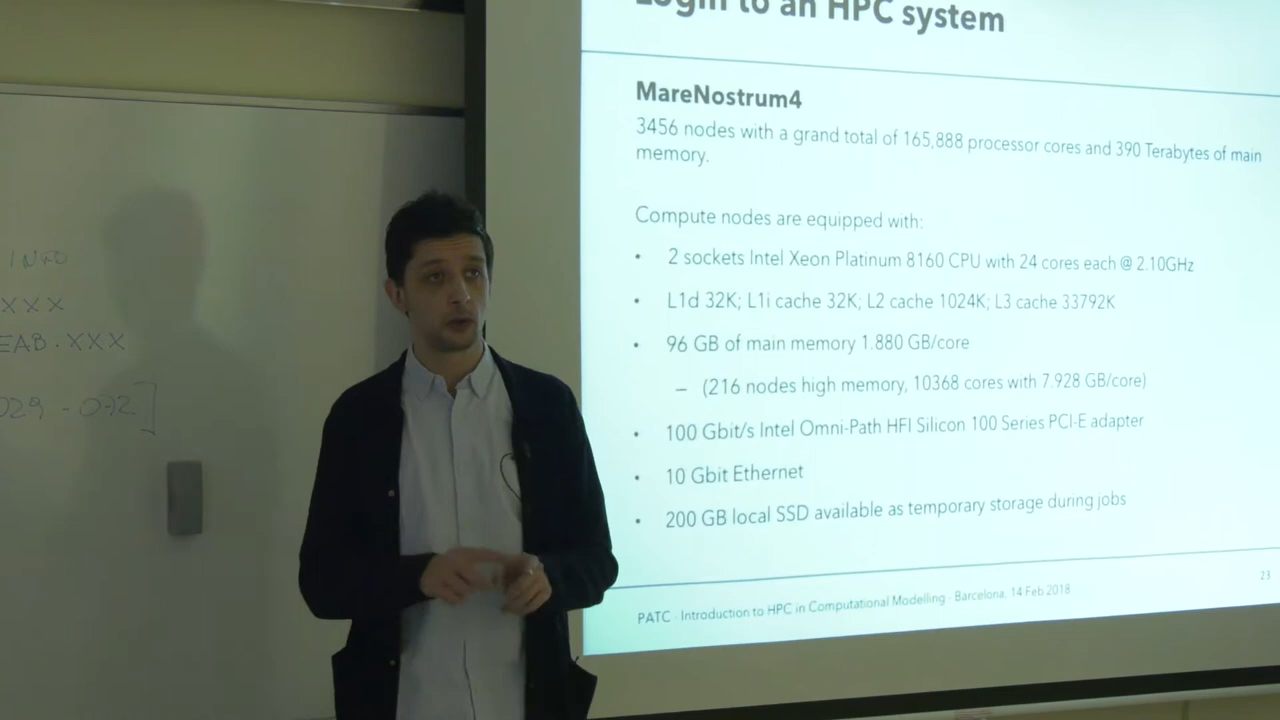 Login to an HPC system
MareNostrum4
3456 nodes with a grand total of 165,888 processor cores and 390 Terabytes of main
memory.
Compute nodes are equipped with:
• 2 sockets Intel Xeon Platinum 8160 CPU with 24 cores each @ 2.10GHz
• L1d 32K; L1i cache 32K; L2 cache 1024K; L3 cache 33792K
• 96 GB of main memory 1.880 GB/core
– (216 nodes high memory, 10368 cores with 7.928 GB/core)
• 100 Gbit/s Intel Omni-Path HFI Silicon 100 Series PCI-E adapter
• 10 Gbit Ethernet
• 200 GB local SSD available as temporary storage during jobs
PATC - Introduction to HPC in Computational Modelling - Barcelona, 14 Feb 2018
23
INFO
XXX
EAB.XXX